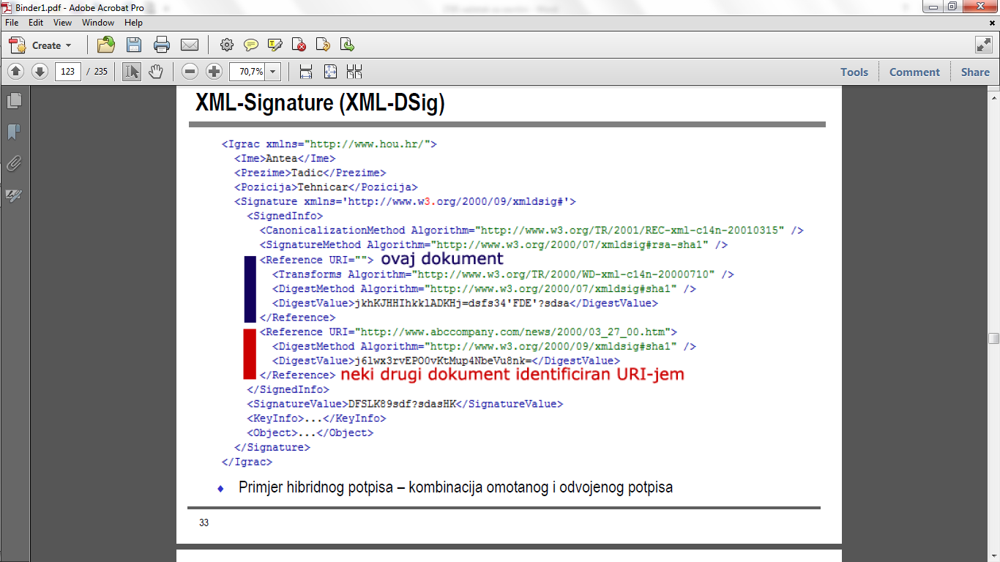 Binder1.pdf - Adobe Acrobat Pro
File Edit View Window Help
Create
123 / 235 70,7% Tools Comment Share
XML-Signature (XML-DSig)
<Igrac xmlns="http://www.hou.hr/">
<Ime>Antea</Ime>
<Prezime>Tadic</Prezime>
<Pozicija>Tehnicar</Pozicija>
<Signature xmlns='http://www.w3.org/2000/09/xmldsig#'>
<SignedInfo>
<CanonicalizationMethod Algorithm="http://www.w3.org/TR/2001/REC-xml-c14n-20010315" />
<SignatureMethod Algorithm="http://www.w3.org/2000/07/xmldsig#rsa-sha1" />
<Reference URI=""> ovaj dokument
<Transforms Algorithm="http://www.w3.org/TR/2000/WD-xml-c14n-20000710" />
<DigestMethod Algorithm="http://www.w3.org/2000/07/xmldsig#sha1" />
<DigestValue>jkhKJHHIhkklADKHj=dsfs34'FDE'?sdsa</DigestValue>
</Reference>
<Reference URI="http://www.abccompany.com/news/2000/03_27_00.htm">
<DigestMethod Algorithm="http://www.w3.org/2000/09/xmldsig#sha1" />
<DigestValue>j6lwx3rvEPO0vKtMup4NbeVu8nk=</DigestValue>
</Reference> neki drugi dokument identificiran URI-jem
</SignedInfo>
<SignatureValue>DFSLK89sdf?sdasHK</SignatureValue>
<KeyInfo>...</KeyInfo>
<Object>...</Object>
</Signature>
</Igrac>
Primjer hibridnog potpisa – kombinacija omotanog i odvojenog potpisa
33